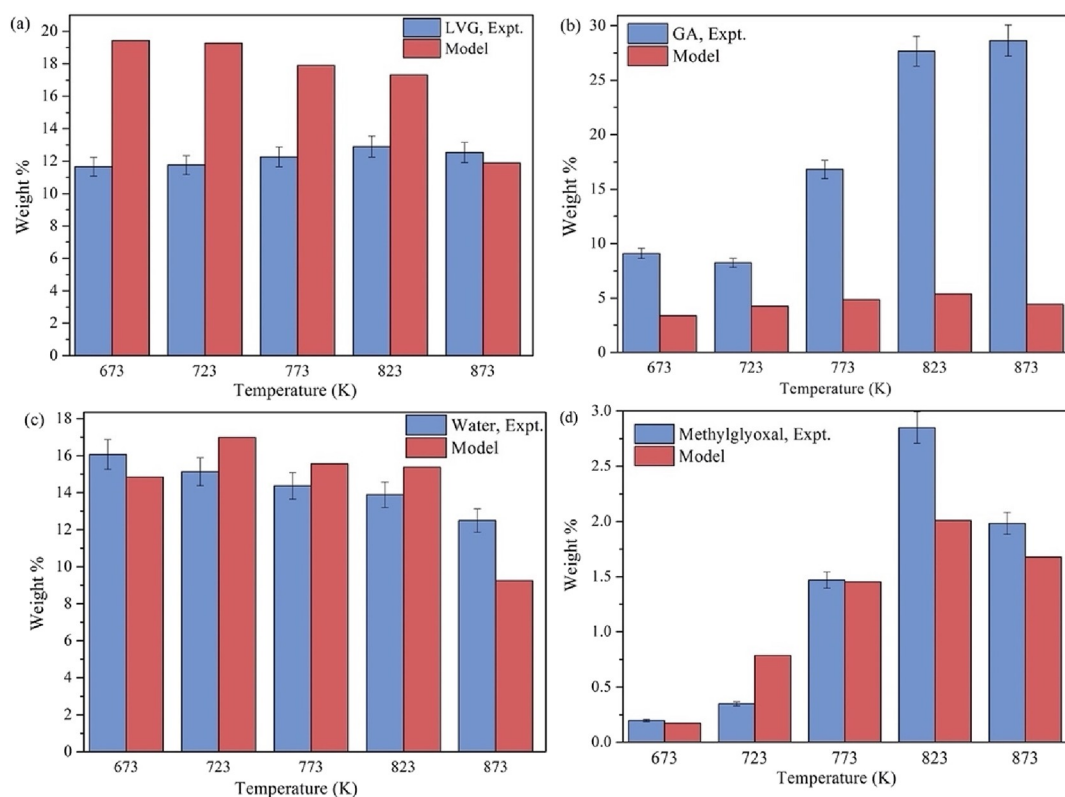 (a)
LVG, Expt.
Model
20
18
16
14
12
10
8
6
4
2
0
Weight %
673 723 773 823 873
Temperature (K)
(b)
GA, Expt.
Model
30
25
20
15
10
5
0
Weight %
673 723 773 823 873
Temperature (K)
(c)
Water, Expt.
Model
18
16
14
12
10
8
6
4
2
0
Weight %
673 723 773 823 873
Temperature (K)
(d)
Methylglyoxal, Expt.
Model
3.0
2.5
2.0
1.5
1.0
0.5
0.0
Weight %
673 723 773 823 873
Temperature (K)